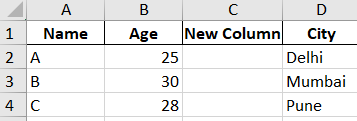 A B C D
1 Name Age New Column City
2 A 25 Delhi
3 B 30 Mumbai
4 C 28 Pune